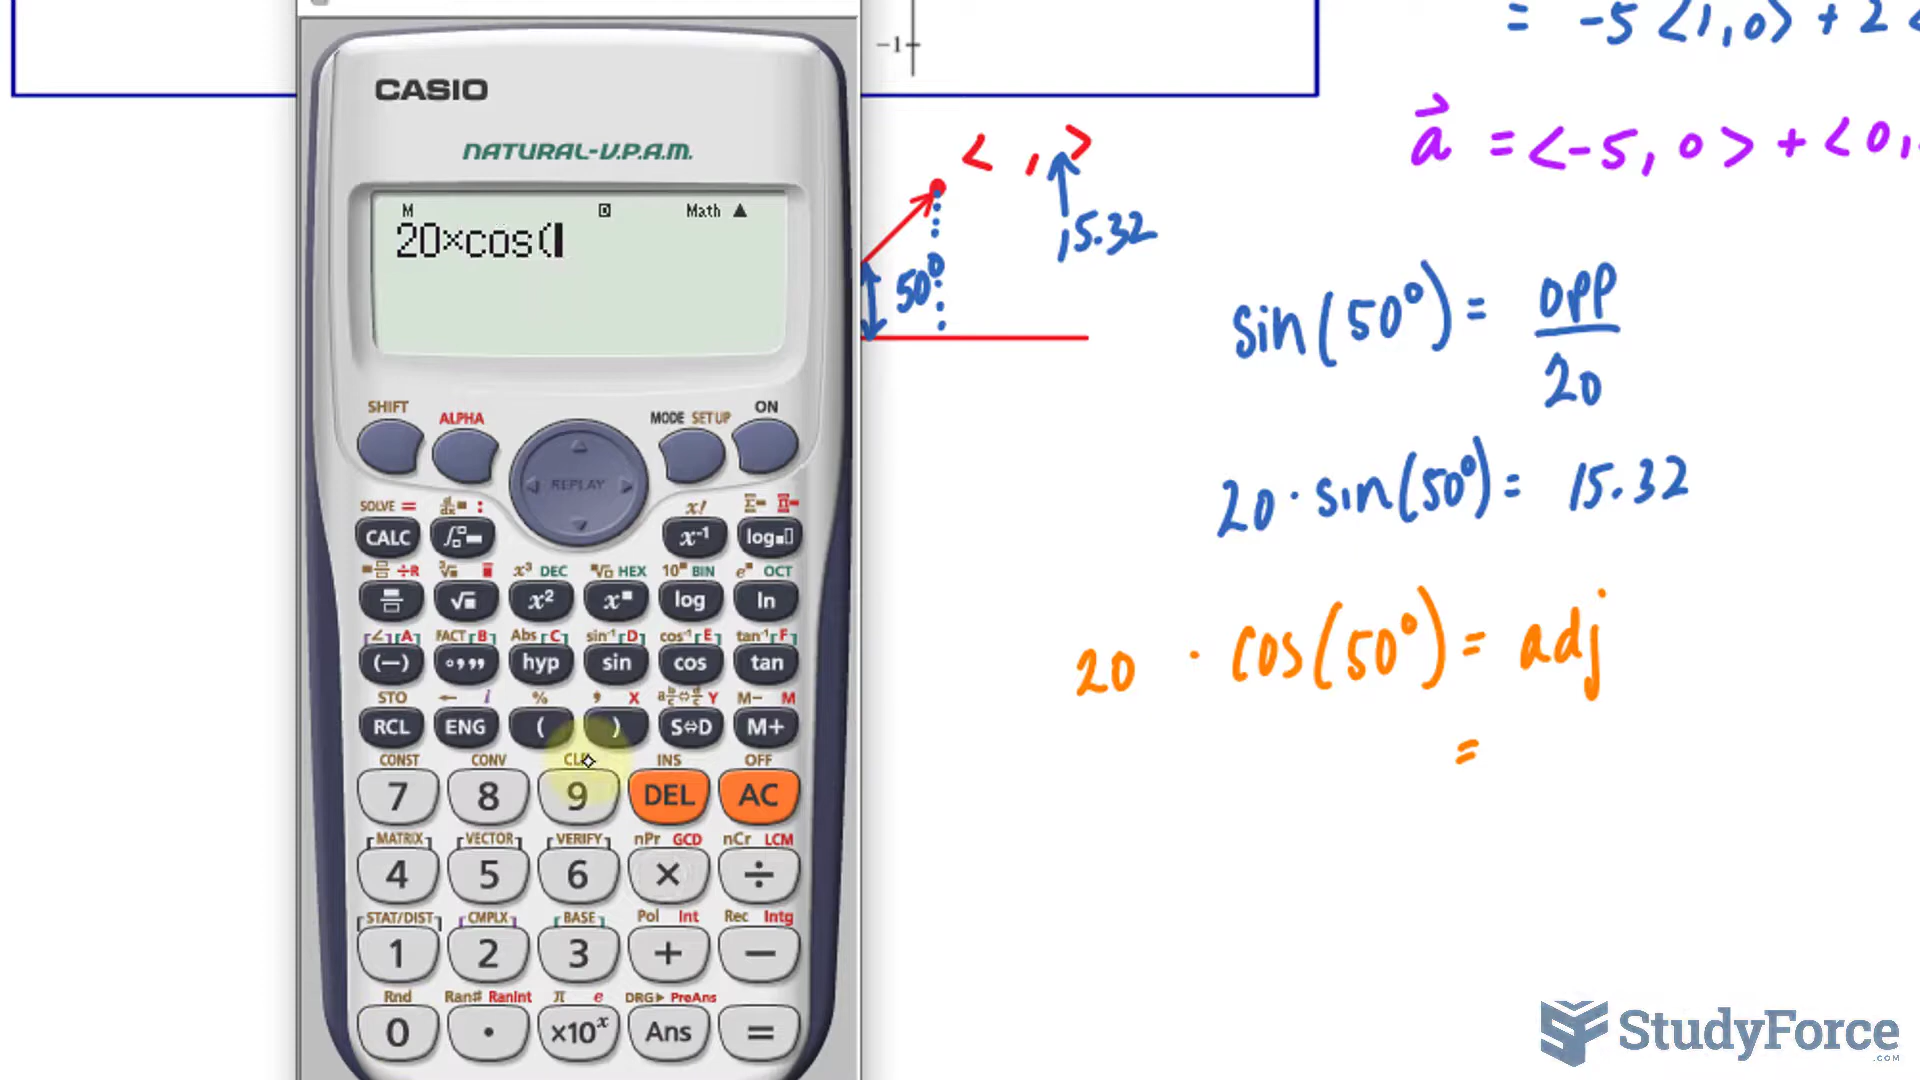 = -5 <1, 0> + 2 <
-1
CASIO
a = <-5, 0> + <0,
NATURAL-V.P.A.M.
< , >
M D Math ▲
20×cos(
15.32
50°
sin(50°) = opp
20
SHIFT ALPHA MODE SETUP ON
REPLAY
20 · sin(50°) = 15.32
SOLVE = d/dx : x! Σ Π
CALC ∫ x⁻¹ log
÷R x³ DEC HEX 10 BIN e OCT
√ x² x log ln
20 · cos(50°) = adj
∠ A FACT B Abs C sin⁻¹ D cos⁻¹ E tan⁻¹ F
(−) °,,, hyp sin cos tan
STO ← i % , X Y M− M
RCL ENG ( ) S⇔D M+
=
CONST CONV CL INS OFF
7 8 9 DEL AC
MATRIX VECTOR VERIFY nPr GCD nCr LCM
4 5 6 × ÷
STAT/DIST CMPLX BASE Pol Int Rec Intg
1 2 3 + −
Rnd Ran# RanInt π e DRG▶ PreAns
0 · ×10ˣ Ans =
StudyForce
.COM